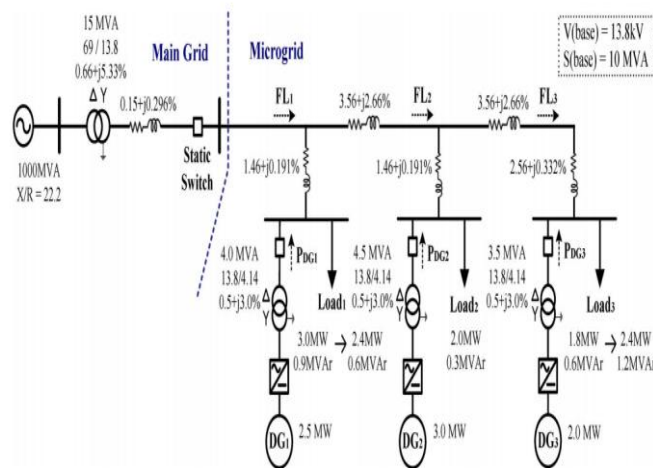 15 MVA
69 / 13.8
0.66+j5.33%
Δ Y
Main Grid
Microgrid
V(base) = 13.8kV
S(base) = 10 MVA
0.15+j0.296%
FL1
3.56+j2.66%
FL2
3.56+j2.66%
FL3
1000MVA
X/R = 22.2
Static
Switch
1.46+j0.191%
1.46+j0.191%
2.56+j0.332%
4.0 MVA
13.8/4.14
0.5+j3.0%
Δ
Y
PDG1
Load1
4.5 MVA
13.8/4.14
0.5+j3.0%
Δ
Y
PDG2
Load2
3.5 MVA
13.8/4.14
0.5+j3.0%
Δ
Y
PDG3
Load3
3.0MW → 2.4MW
0.9MVAr 0.6MVAr
2.0MW
0.3MVAr
1.8MW → 2.4MW
0.6MVAr 1.2MVAr
DG1 2.5 MW
DG2 3.0 MW
DG3 2.0 MW